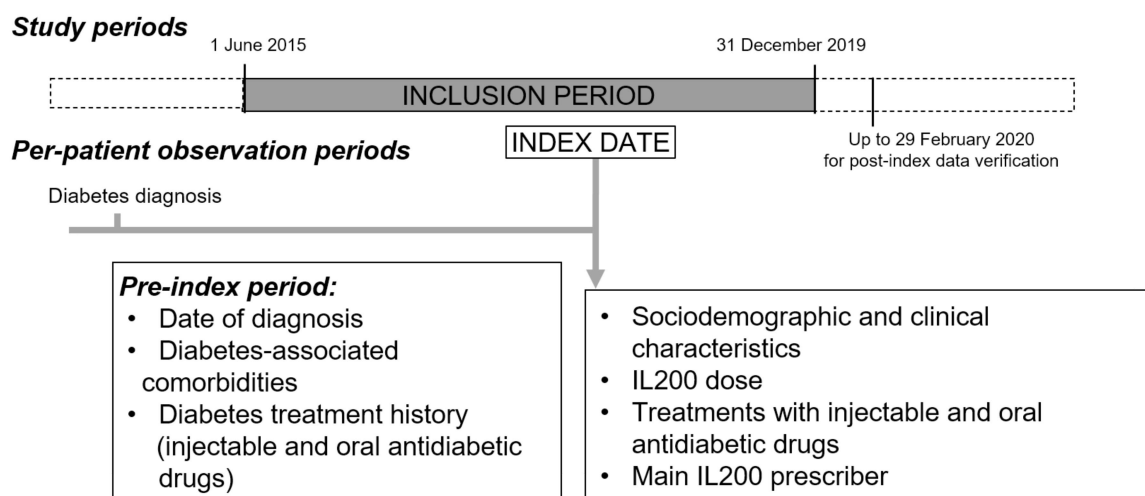 Study periods
1 June 2015
31 December 2019
INCLUSION PERIOD
Up to 29 February 2020
for post-index data verification
Per-patient observation periods
INDEX DATE
Diabetes diagnosis
Pre-index period:
• Date of diagnosis
• Diabetes-associated
comorbidities
• Diabetes treatment history
(injectable and oral antidiabetic
drugs)
• Sociodemographic and clinical
characteristics
• IL200 dose
• Treatments with injectable and oral
antidiabetic drugs
• Main IL200 prescriber